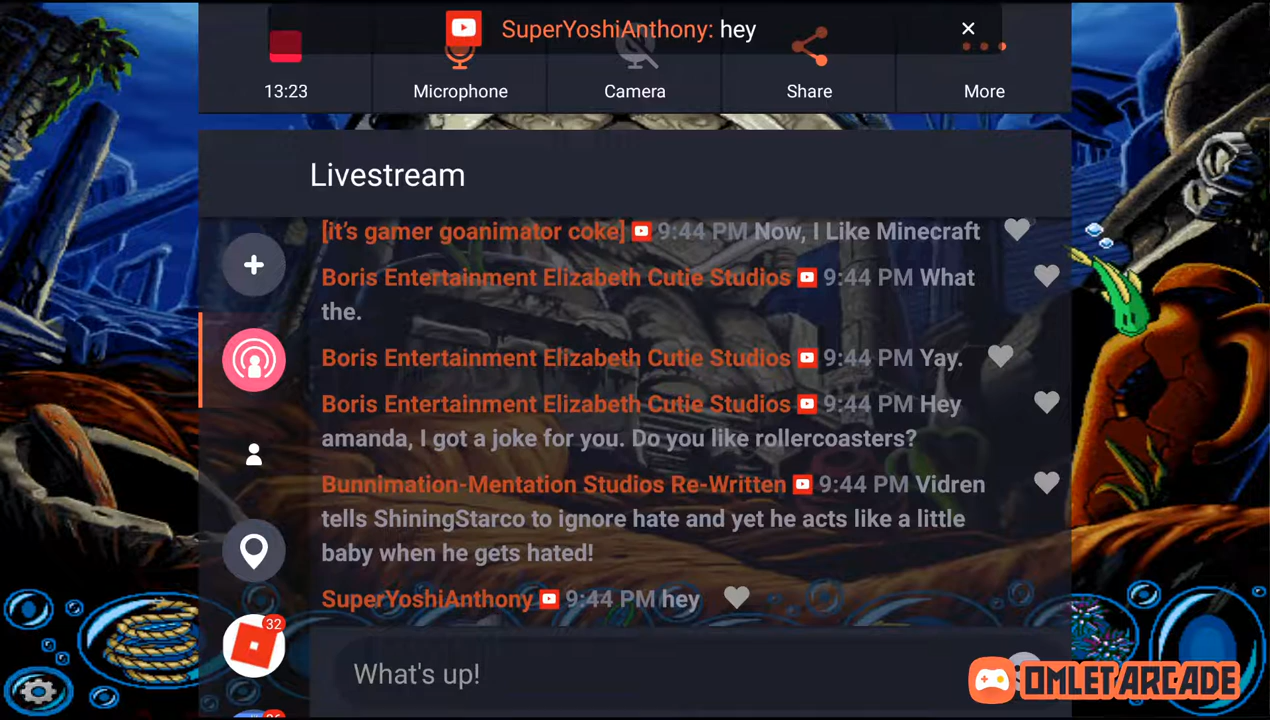 SuperYoshiAnthony: hey
13:23
Microphone
Camera
Share
More
Livestream
[it's gamer goanimator coke] 9:44 PM Now, I Like Minecraft
Boris Entertainment Elizabeth Cutie Studios 9:44 PM What
the.
Boris Entertainment Elizabeth Cutie Studios 9:44 PM Yay.
Boris Entertainment Elizabeth Cutie Studios 9:44 PM Hey
amanda, I got a joke for you. Do you like rollercoasters?
Bunnimation-Mentation Studios Re-Written 9:44 PM Vidren
tells ShiningStarco to ignore hate and yet he acts like a little
baby when he gets hated!
SuperYoshiAnthony 9:44 PM hey
32
What's up!
OMLET ARCADE